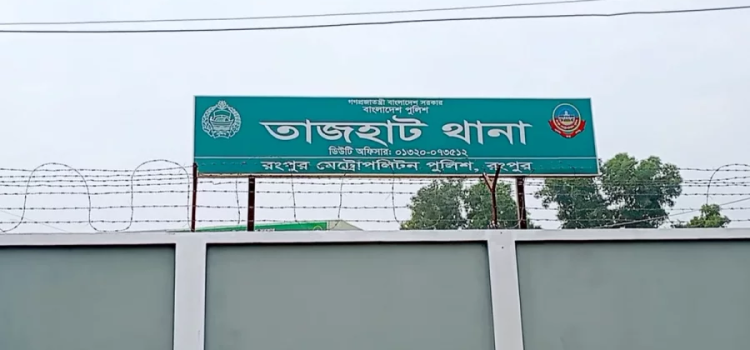 গণপ্রজাতন্ত্রী বাংলাদেশ সরকার
বাংলাদেশ পুলিশ
তাজহাট থানা
ডিউটি অফিসার: ০১৩২০-০৭৩৫১২
রংপুর মেট্রোপলিটন পুলিশ, রংপুর